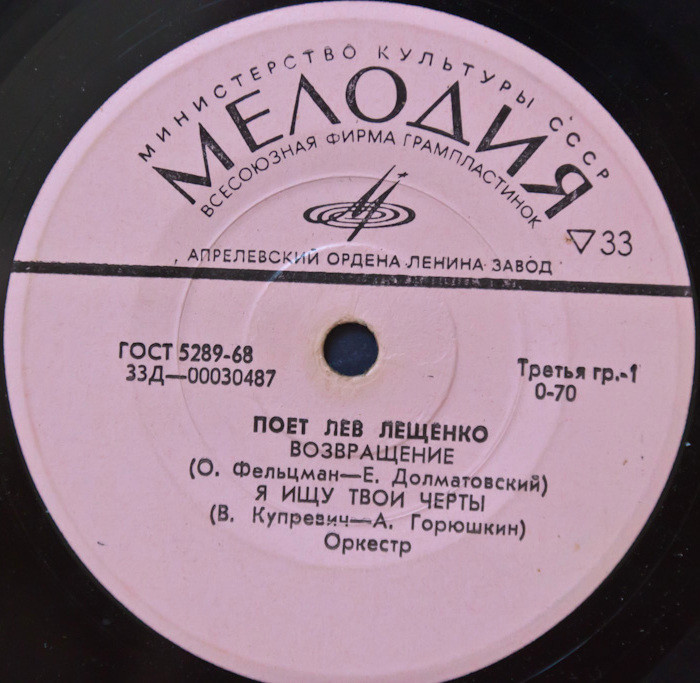 МИНИСТЕРСТВО КУЛЬТУРЫ СССР
МЕЛОДИЯ
ВСЕСОЮЗНАЯ ФИРМА ГРАМПЛАСТИНОК
▽33
АПРЕЛЕВСКИЙ ОРДЕНА ЛЕНИНА ЗАВОД
ГОСТ 5289-68
33Д—00030487
Третья гр.-1
0-70
ПОЕТ ЛЕВ ЛЕЩЕНКО
ВОЗВРАЩЕНИЕ
(О. Фельцман—Е. Долматовский)
Я ИЩУ ТВОИ ЧЕРТЫ
(В. Купревич—А. Горюшкин)
Оркестр